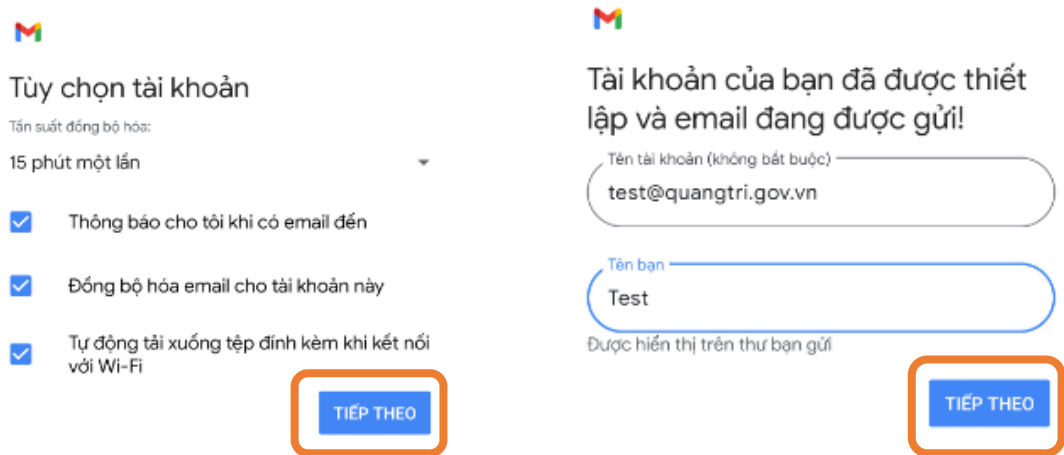 Tùy chọn tài khoản
Tần suất đồng bộ hóa:
15 phút một lần
Thông báo cho tôi khi có email đến
Đồng bộ hóa email cho tài khoản này
Tự động tải xuống tệp đính kèm khi kết nối
với Wi-Fi
TIẾP THEO
Tài khoản của bạn đã được thiết
lập và email đang được gửi!
Tên tài khoản (không bắt buộc)
test@quangtri.gov.vn
Tên bạn
Test
Được hiển thị trên thư bạn gửi
TIẾP THEO